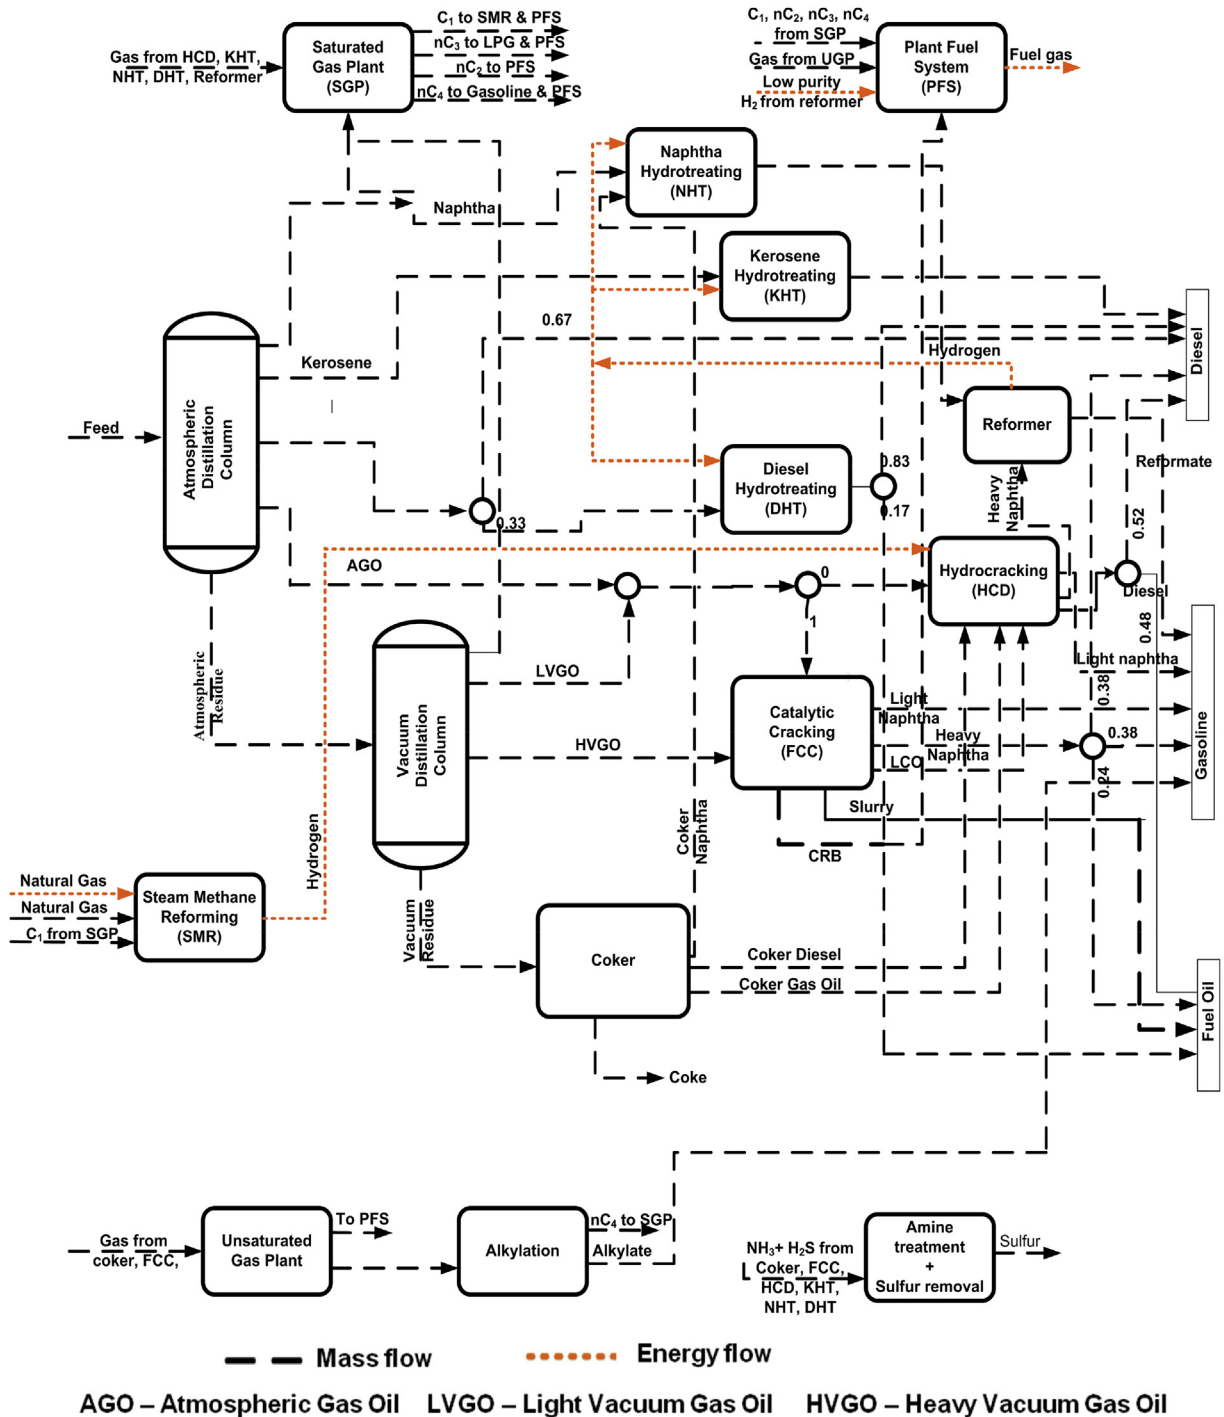 C₁ to SMR & PFS
nC₃ to LPG & PFS
nC₂ to PFS
nC₄ to Gasoline & PFS
Gas from HCD, KHT,
NHT, DHT, Reformer
Saturated
Gas Plant
(SGP)
C₁, nC₂, nC₃, nC₄
from SGP
Gas from UGP
Low purity
H₂ from reformer
Plant Fuel
System
(PFS)
Fuel gas
Naphtha
Hydrotreating
(NHT)
Naphtha
Kerosene
Hydrotreating
(KHT)
0.67
Kerosene
Hydrogen
Diesel
Feed
Atmospheric
Distillation
Column
Reformer
Reformate
Diesel
Hydrotreating
(DHT)
0.83
0.17
0.33
Heavy
Naphtha
0.52
AGO
0
1
Hydrocracking
(HCD)
Diesel
0.48
Atmospheric
Residue
Vacuum
Distillation
Column
LVGO
HVGO
Catalytic
Cracking
(FCC)
Light
Naphtha
Heavy
Naphtha
LCO
Light naphtha
0.38
0.38
0.24
Gasoline
Slurry
CRB
Coker
Naphtha
Hydrogen
Natural Gas
Natural Gas
C₁ from SGP
Steam Methane
Reforming
(SMR)
Vacuum
Residue
Coker
Coker Diesel
Coker Gas Oil
Coke
Fuel Oil
Gas from
coker, FCC,
Unsaturated
Gas Plant
To PFS
Alkylation
nC₄ to SGP
Alkylate
NH₃+ H₂S from
Coker, FCC,
HCD, KHT,
NHT, DHT
Amine
treatment
+
Sulfur removal
Sulfur
Mass flow
Energy flow
AGO – Atmospheric Gas Oil LVGO – Light Vacuum Gas Oil HVGO – Heavy Vacuum Gas Oil